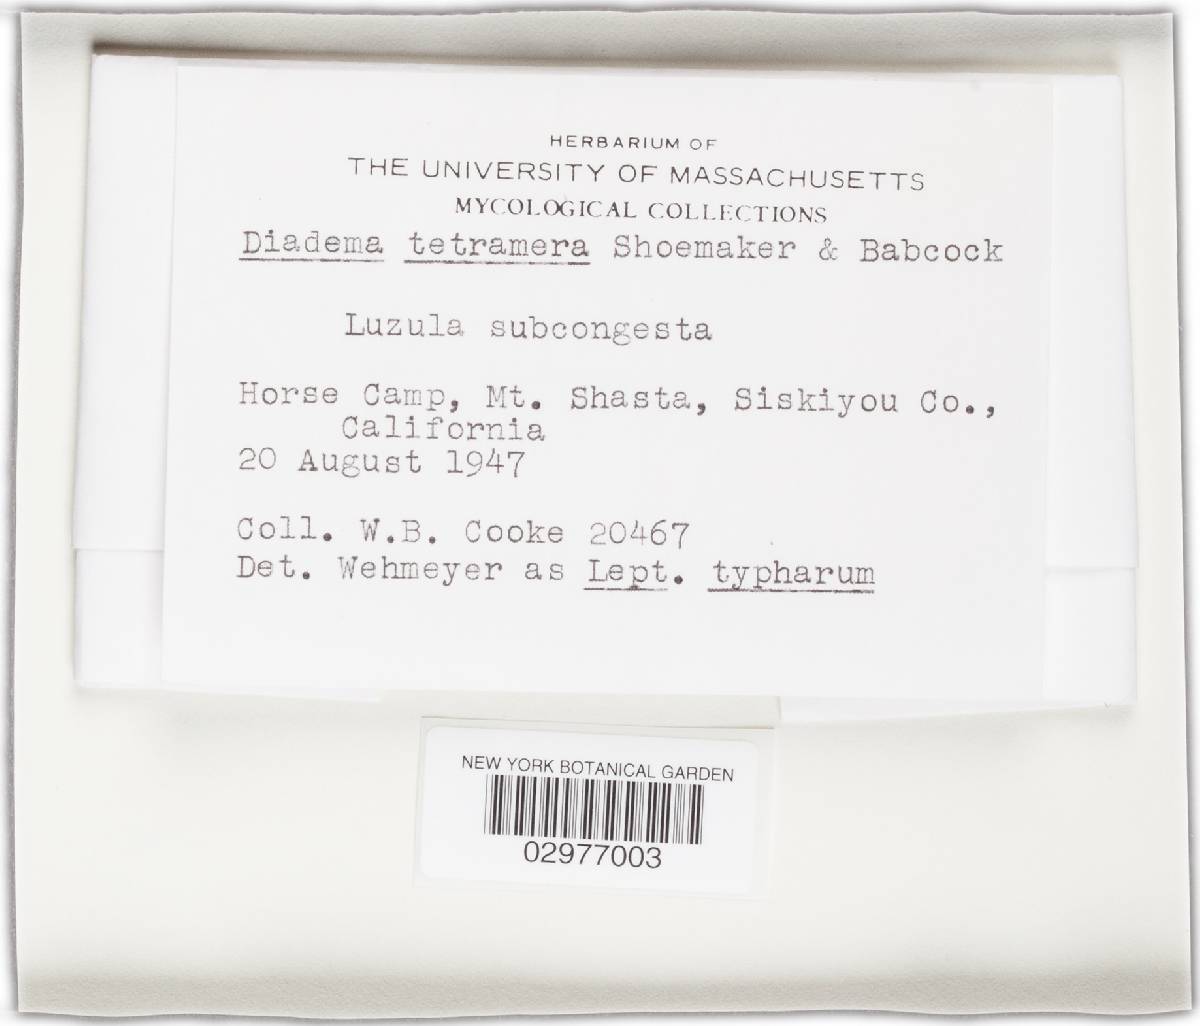 HERBARIUM OF
THE UNIVERSITY OF MASSACHUSETTS
MYCOLOGICAL COLLECTIONS
Diadema tetramera Shoemaker & Babcock
Luzula subcongesta
Horse Camp, Mt. Shasta, Siskiyou Co.,
California
20 August 1947
Coll. W.B. Cooke 20467
Det. Wehmeyer as Lept. typharum
NEW YORK BOTANICAL GARDEN
02977003